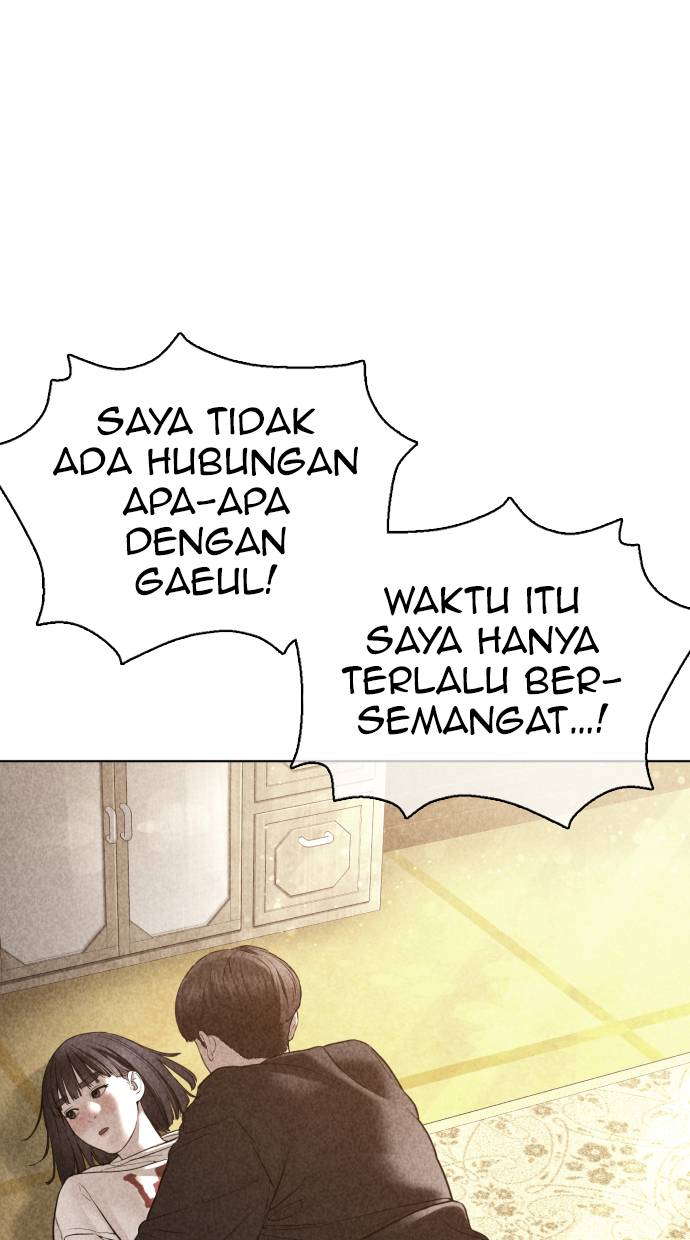 SAYA TIDAK
ADA HUBUNGAN
APA-APA
DENGAN
GAEUL!
WAKTU ITU
SAYA HANYA
TERLALU BER-
SEMANGAT...!